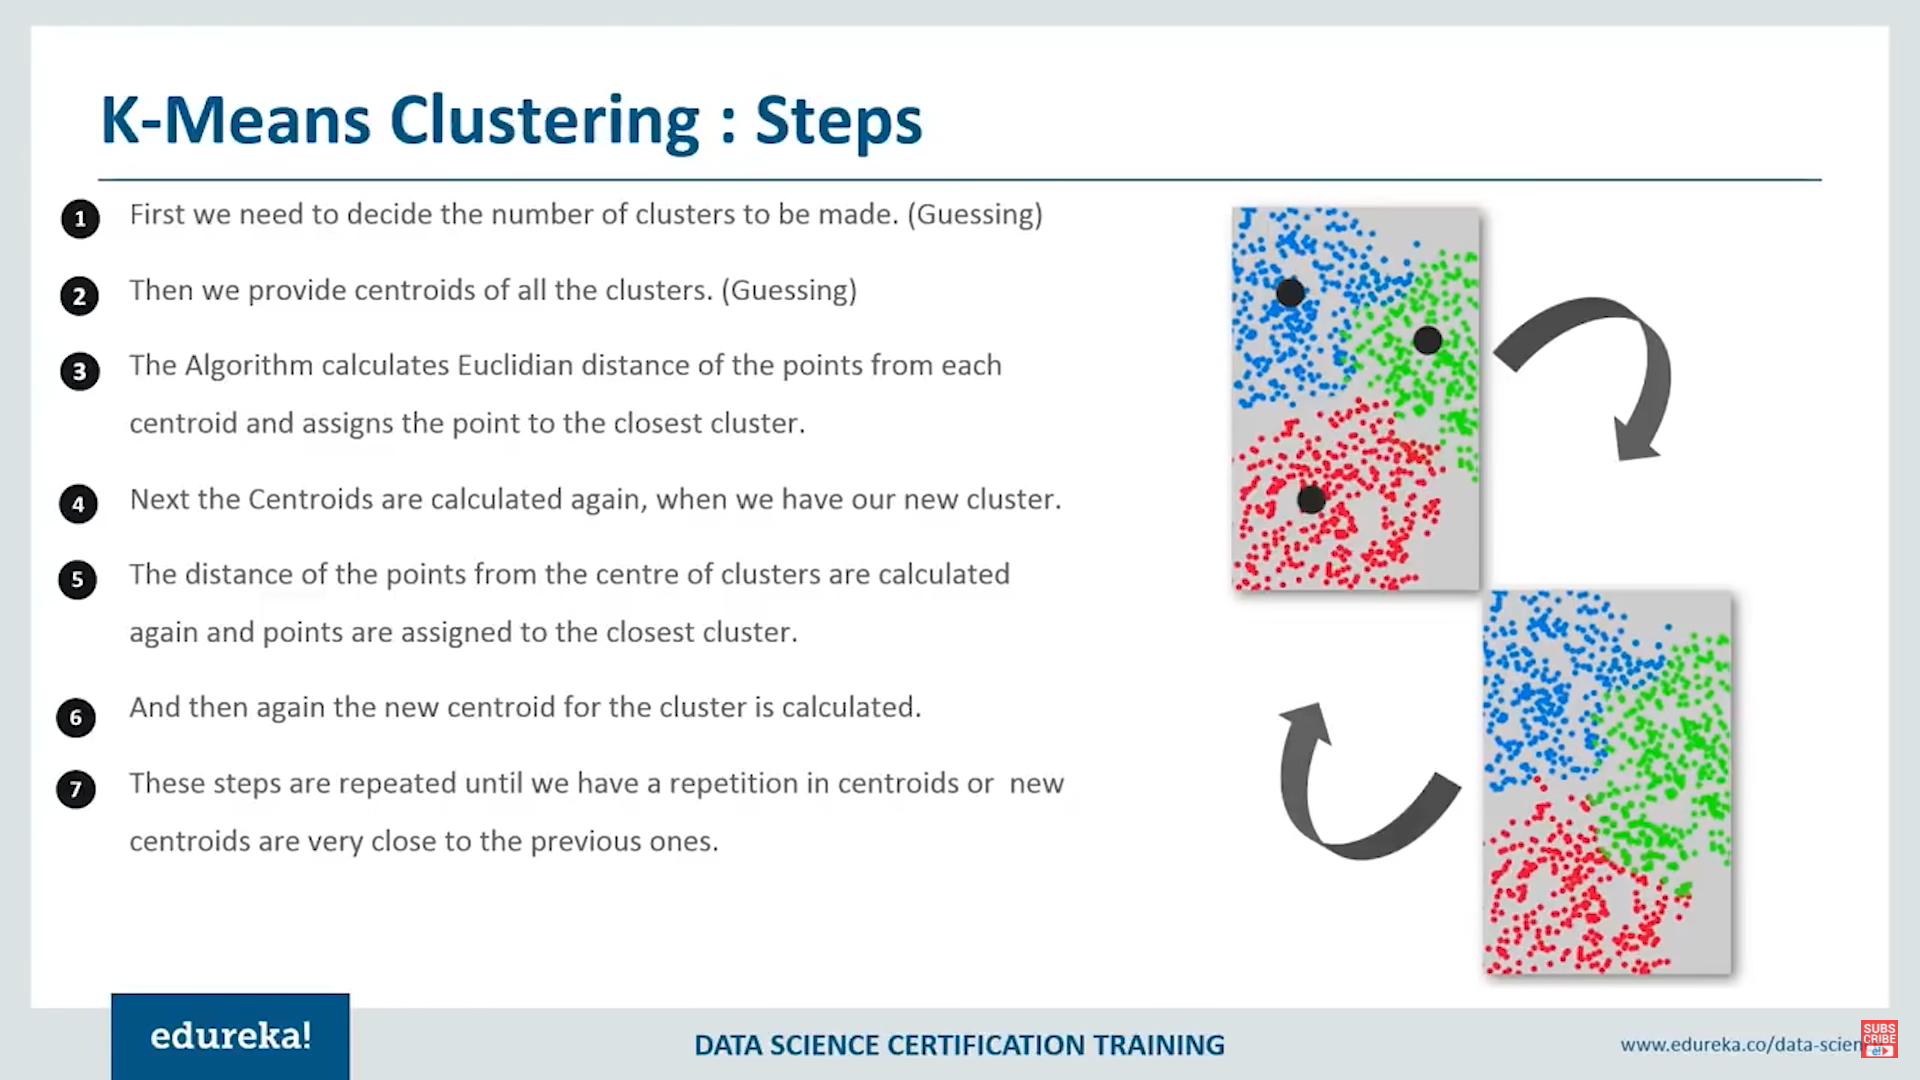 K-Means Clustering : Steps
1 First we need to decide the number of clusters to be made. (Guessing)
2 Then we provide centroids of all the clusters. (Guessing)
3 The Algorithm calculates Euclidian distance of the points from each
centroid and assigns the point to the closest cluster.
4 Next the Centroids are calculated again, when we have our new cluster.
5 The distance of the points from the centre of clusters are calculated
again and points are assigned to the closest cluster.
6 And then again the new centroid for the cluster is calculated.
7 These steps are repeated until we have a repetition in centroids or new
centroids are very close to the previous ones.
edureka!
DATA SCIENCE CERTIFICATION TRAINING
www.edureka.co/data-scien
SUBS
CRIBE
e!